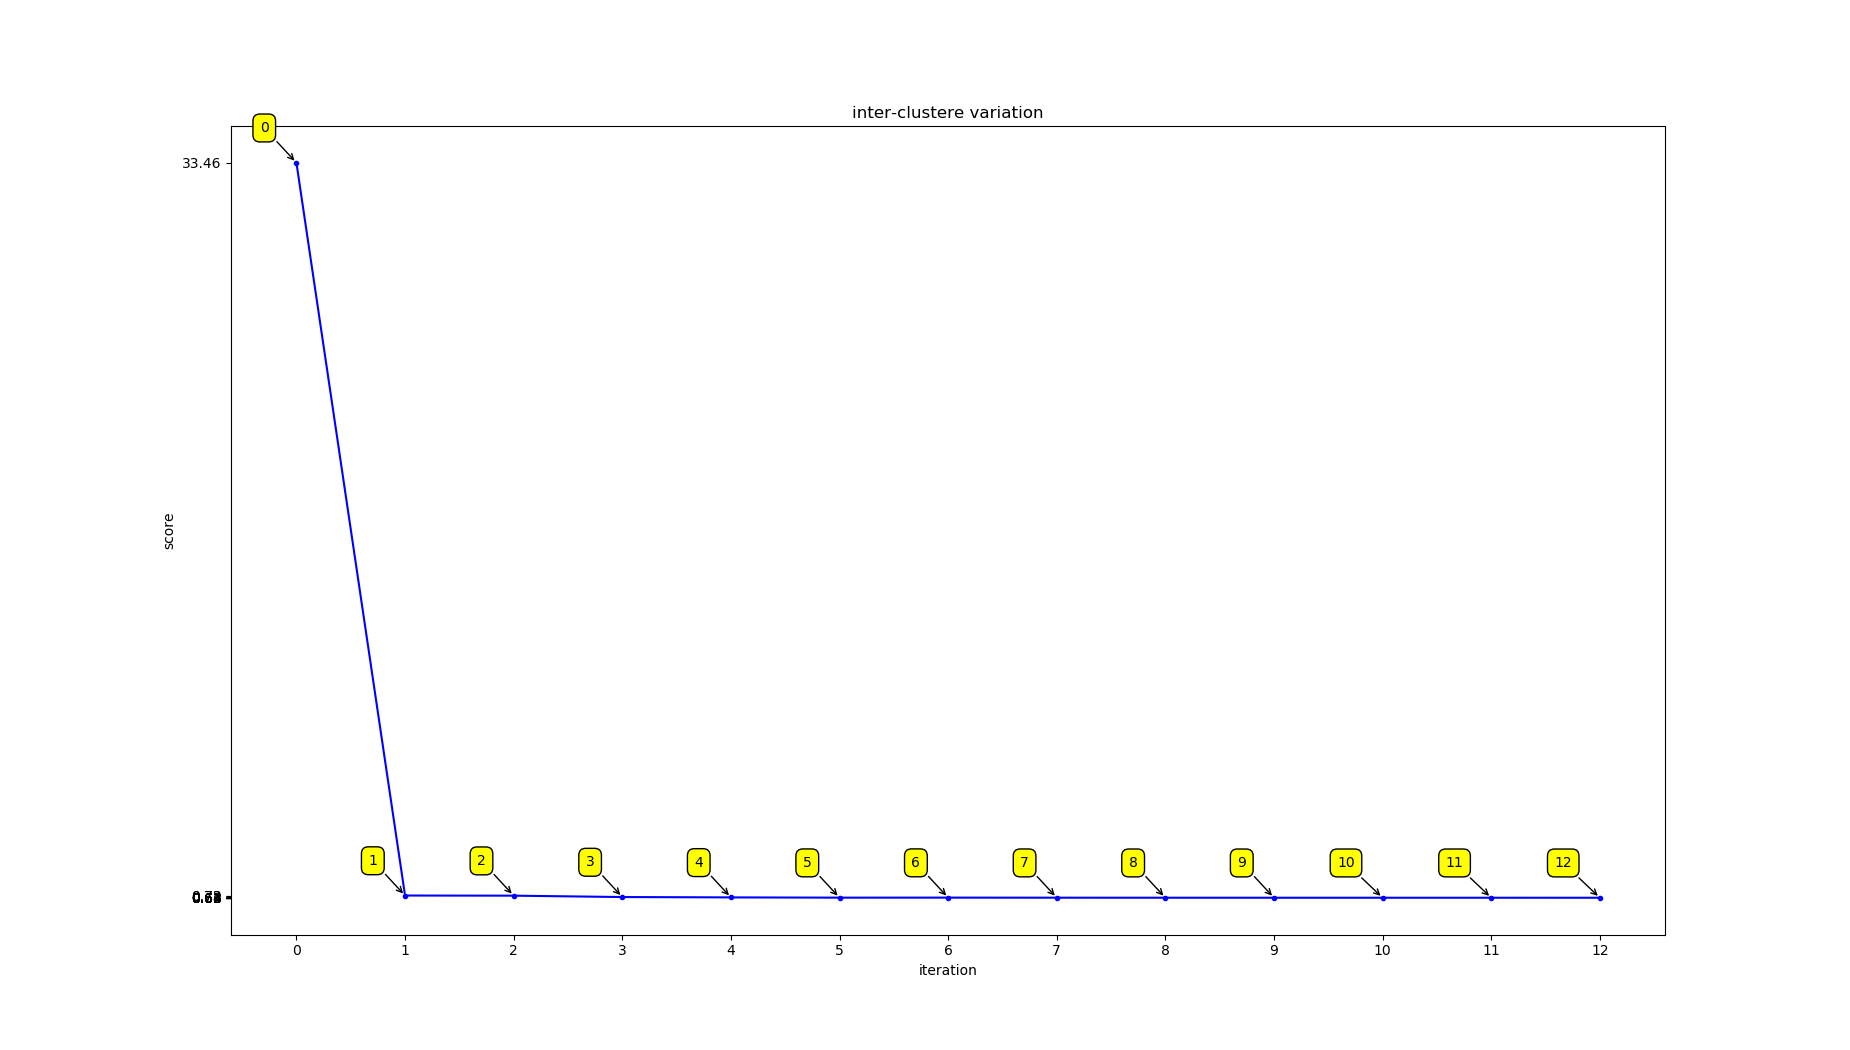 inter-clustere variation
0
33.46
score
1 2 3 4 5 6 7 8 9 10 11 12
0 1 2 3 4 5 6 7 8 9 10 11 12
iteration